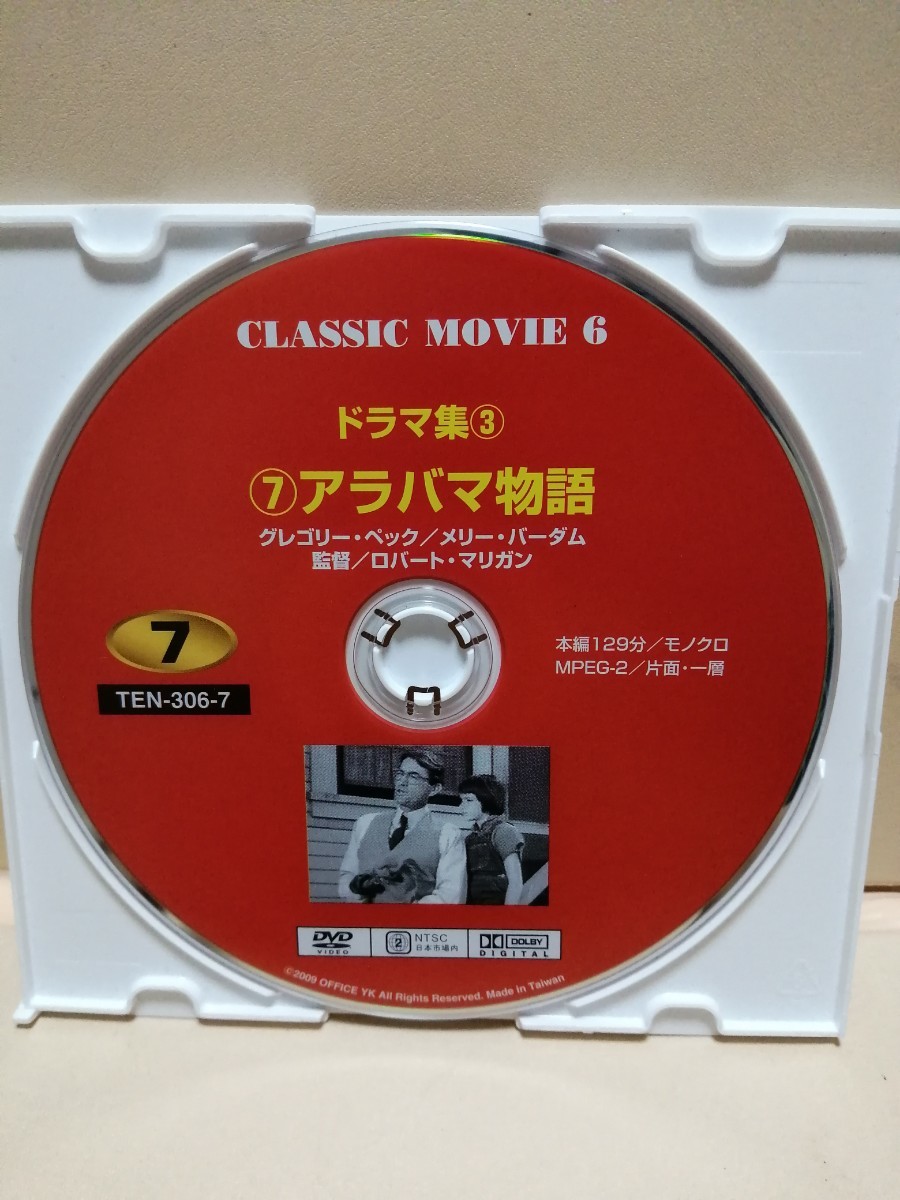 CLASSIC MOVIE 6
ドラマ集③
⑦アラバマ物語
グレゴリー・ペック／メリー・バーダム
監督／ロバート・マリガン
7
TEN-306-7
本編129分／モノクロ
MPEG-2／片面・一層
DVD VIDEO
2 NTSC 日本市場内
DOLBY DIGITAL
©2009 OFFICE YK All Rights Reserved. Made in Taiwan